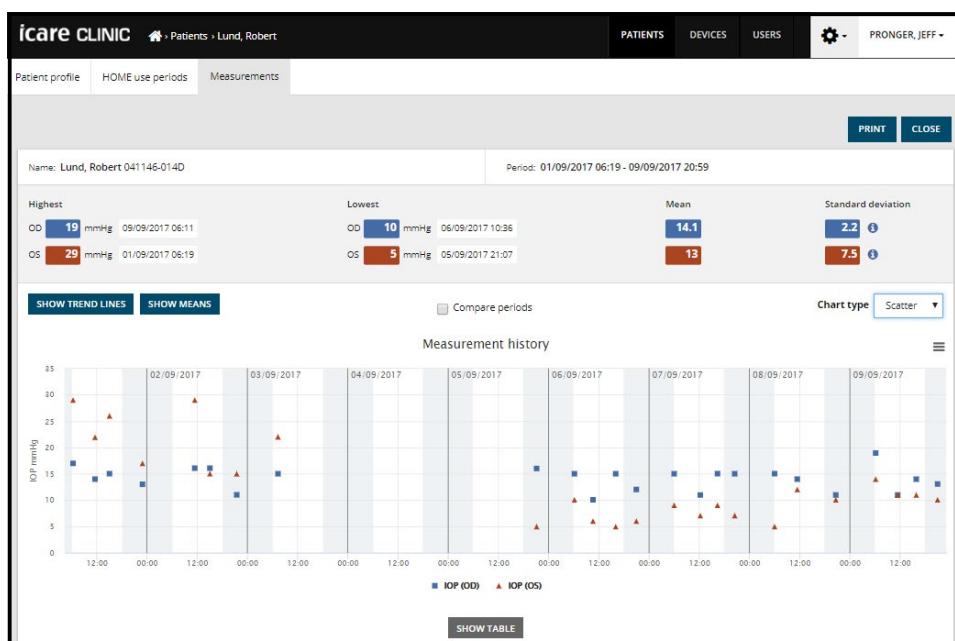 icare CLINIC › Patients › Lund, Robert PATIENTS DEVICES USERS PRONGER, JEFF
Patient profile HOME use periods Measurements
PRINT CLOSE
Name: Lund, Robert 041146-014D Period: 01/09/2017 06:19 - 09/09/2017 20:59
Highest Lowest Mean Standard deviation
OD 19 mmHg 09/09/2017 06:11 OD 10 mmHg 06/09/2017 10:36 14.1 2.2
OS 29 mmHg 01/09/2017 06:19 OS 5 mmHg 05/09/2017 21:07 13 7.5
SHOW TREND LINES SHOW MEANS Compare periods Chart type Scatter
Measurement history
35 02/09/2017 03/09/2017 04/09/2017 05/09/2017 06/09/2017 07/09/2017 08/09/2017 09/09/2017
30
25
20
IOP mmHg
15
10
5
0
12:00 00:00 12:00 00:00 12:00 00:00 12:00 00:00 12:00 00:00 12:00 00:00 12:00 00:00 12:00 00:00 12:00
IOP (OD) IOP (OS)
SHOW TABLE